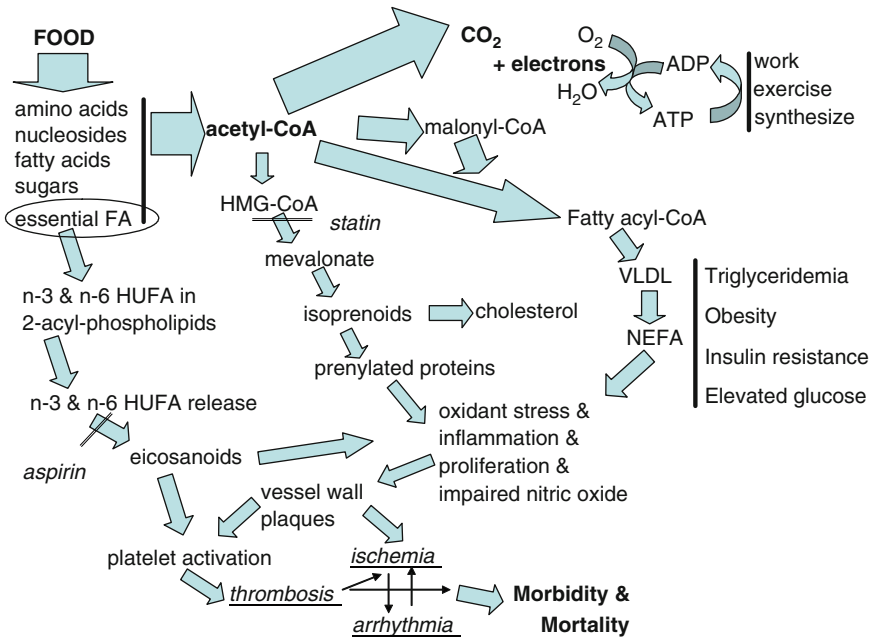 FOOD
amino acids
nucleosides
fatty acids
sugars
essential FA
acetyl-CoA
CO₂
+ electrons
O₂
H₂O
ADP
ATP
work
exercise
synthesize
malonyl-CoA
HMG-CoA
statin
mevalonate
isoprenoids
cholesterol
prenylated proteins
Fatty acyl-CoA
VLDL
NEFA
Triglyceridemia
Obesity
Insulin resistance
Elevated glucose
n-3 & n-6 HUFA in
2-acyl-phospholipids
n-3 & n-6 HUFA release
aspirin
eicosanoids
oxidant stress &
inflammation &
proliferation &
impaired nitric oxide
vessel wall
plaques
platelet activation
ischemia
thrombosis
arrhythmia
Morbidity &
Mortality